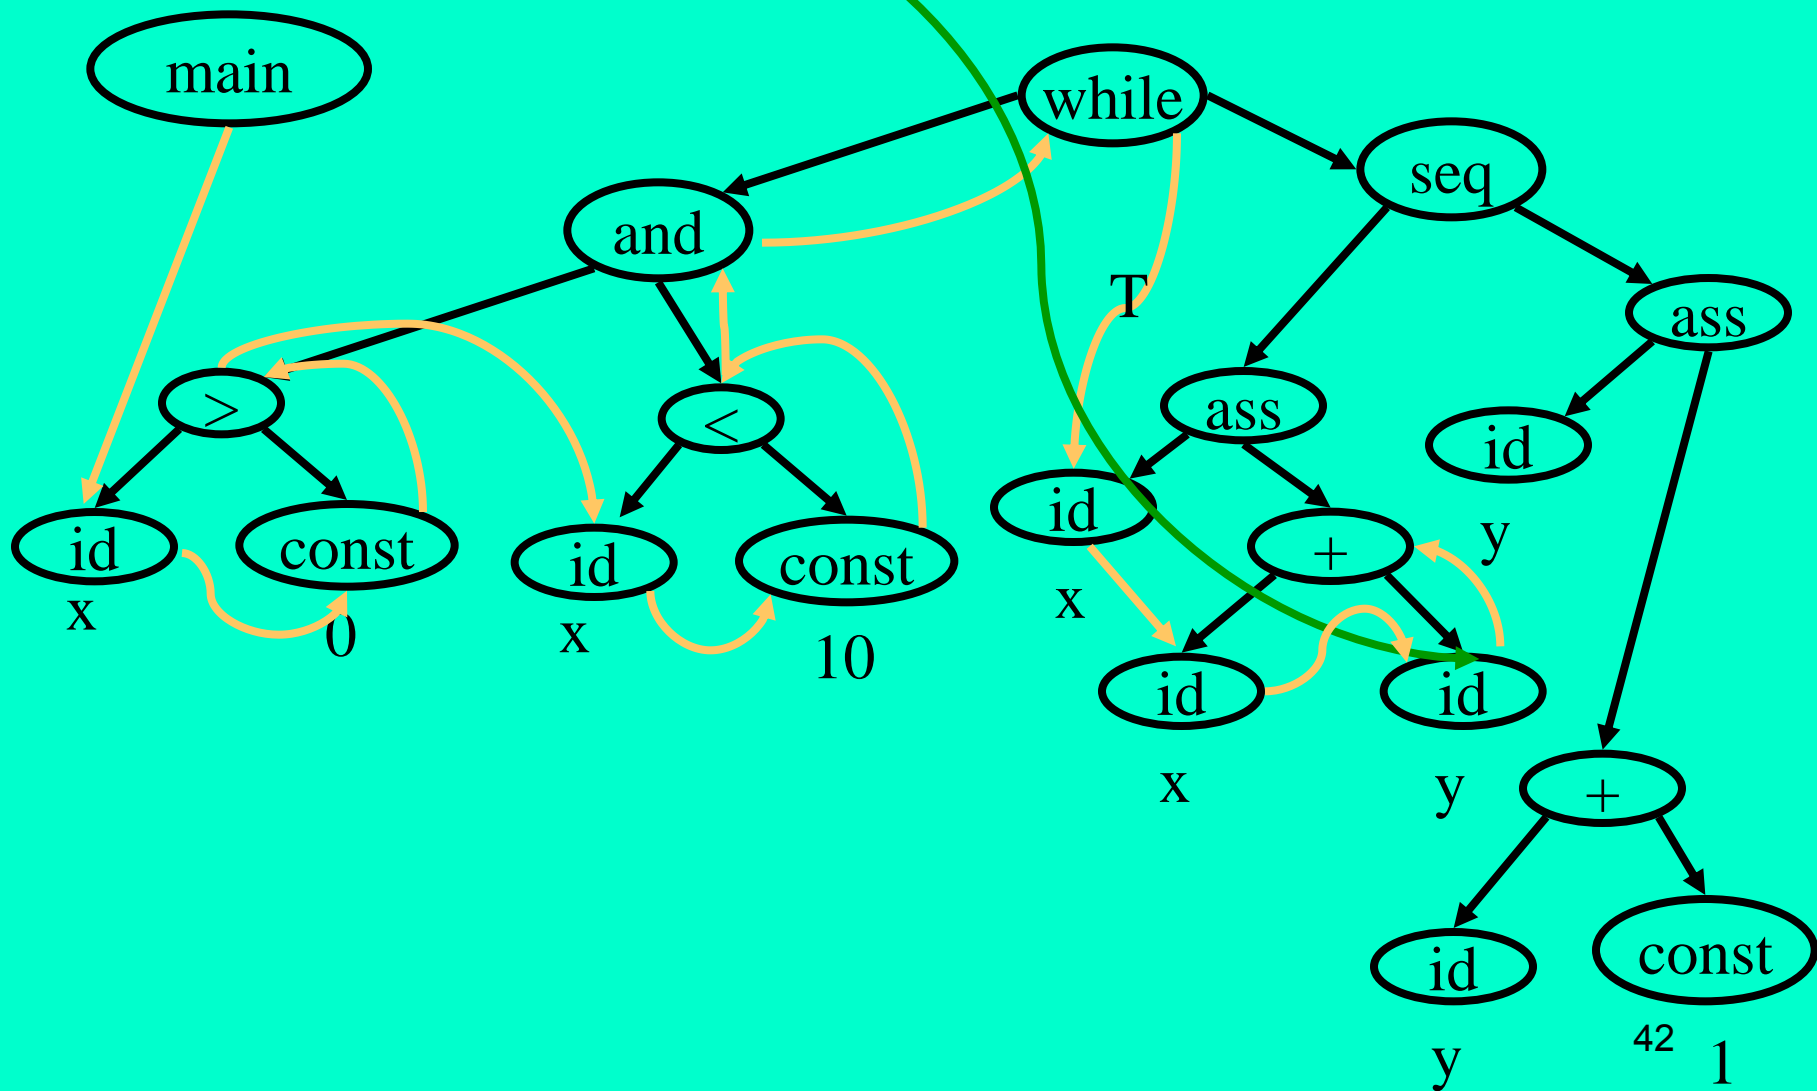 main
while
seq
and
T
ass
>
<
ass
id
const
id
const
id
+
id
y
x
0
x
10
x
id
id
x
y
+
id
const
y
42
1